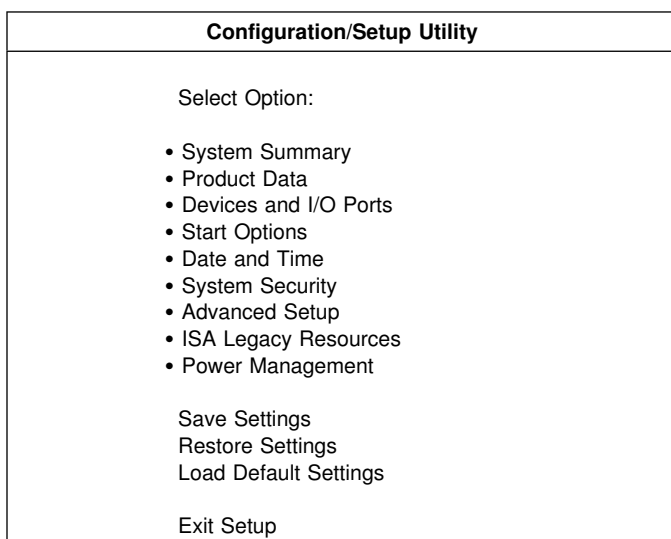 Configuration/Setup Utility
Select Option:
• System Summary
• Product Data
• Devices and I/O Ports
• Start Options
• Date and Time
• System Security
• Advanced Setup
• ISA Legacy Resources
• Power Management
Save Settings
Restore Settings
Load Default Settings
Exit Setup